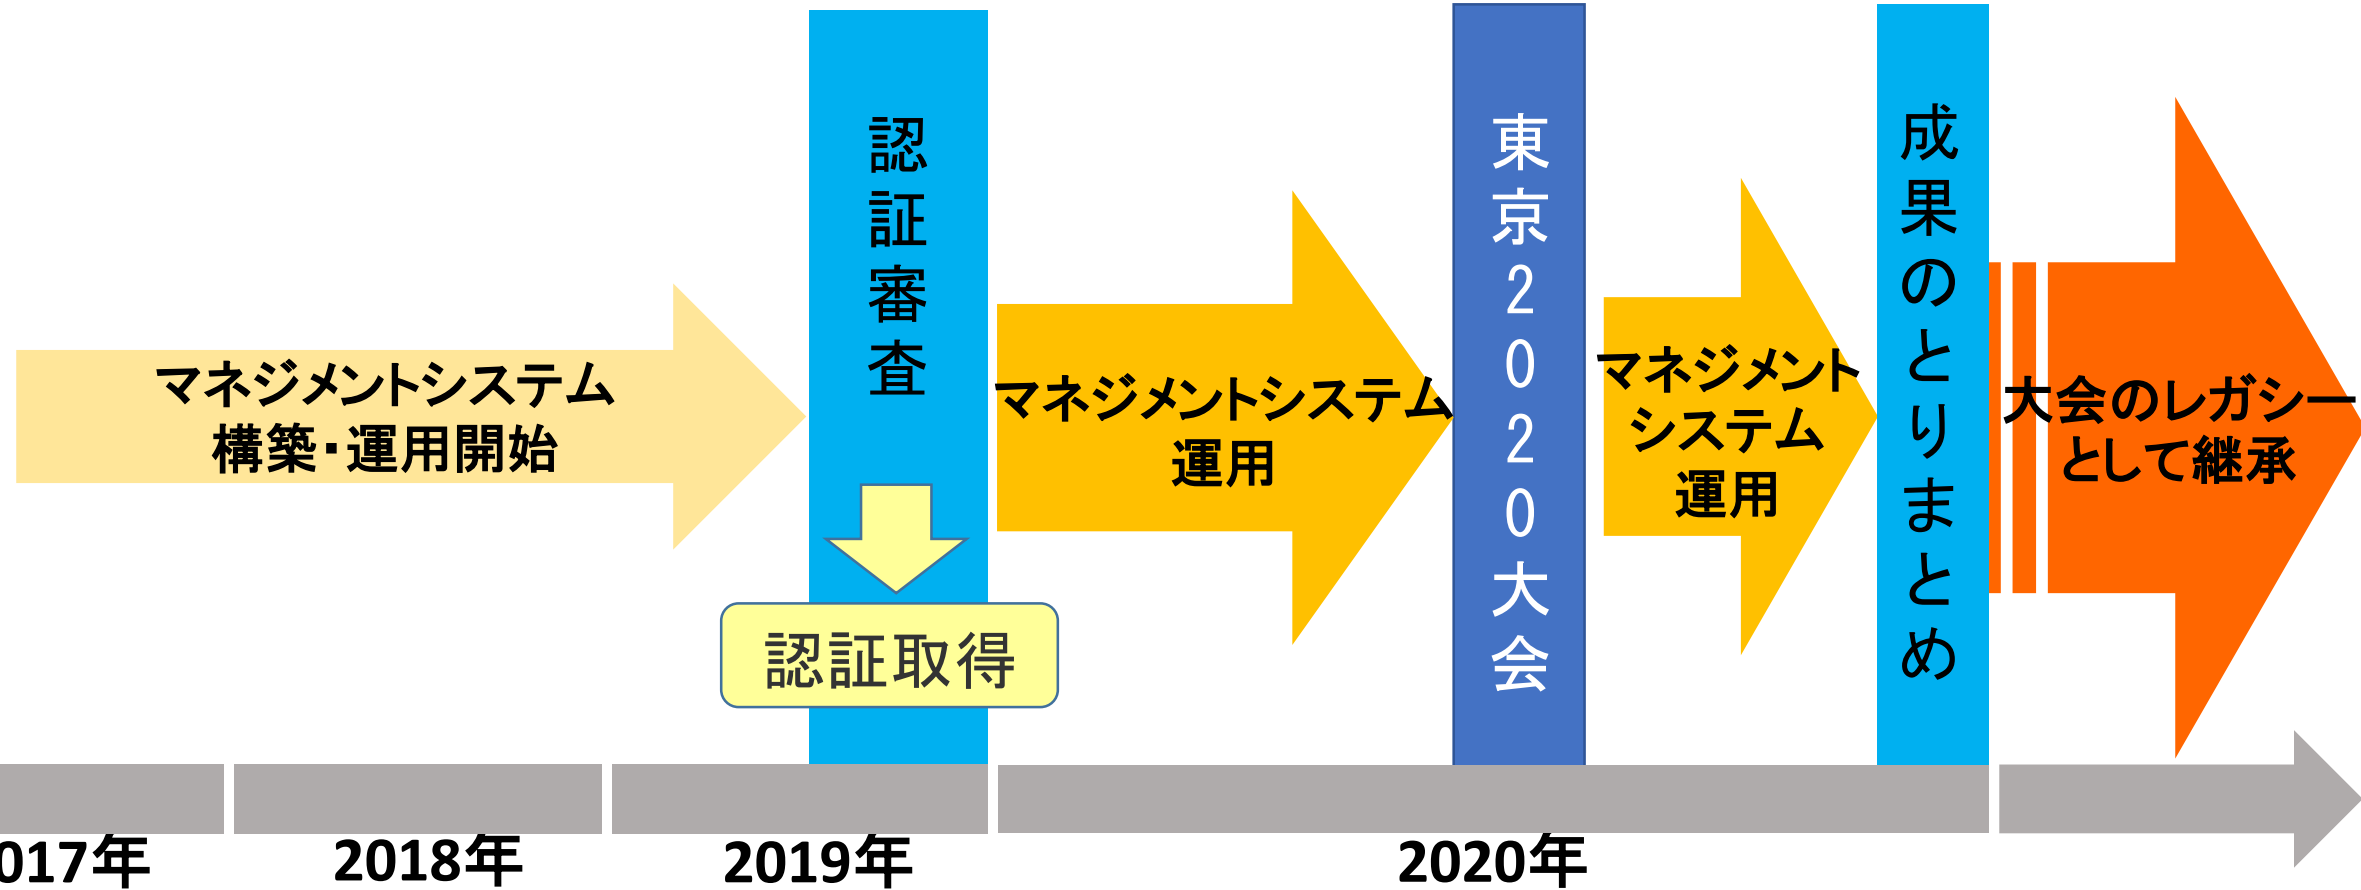 マネジメントシステム
構築・運用開始
認証審査
認証取得
マネジメントシステム
運用
東京2020大会
マネジメント
システム
運用
成果のとりまとめ
大会のレガシー
として継承
017年
2018年
2019年
2020年